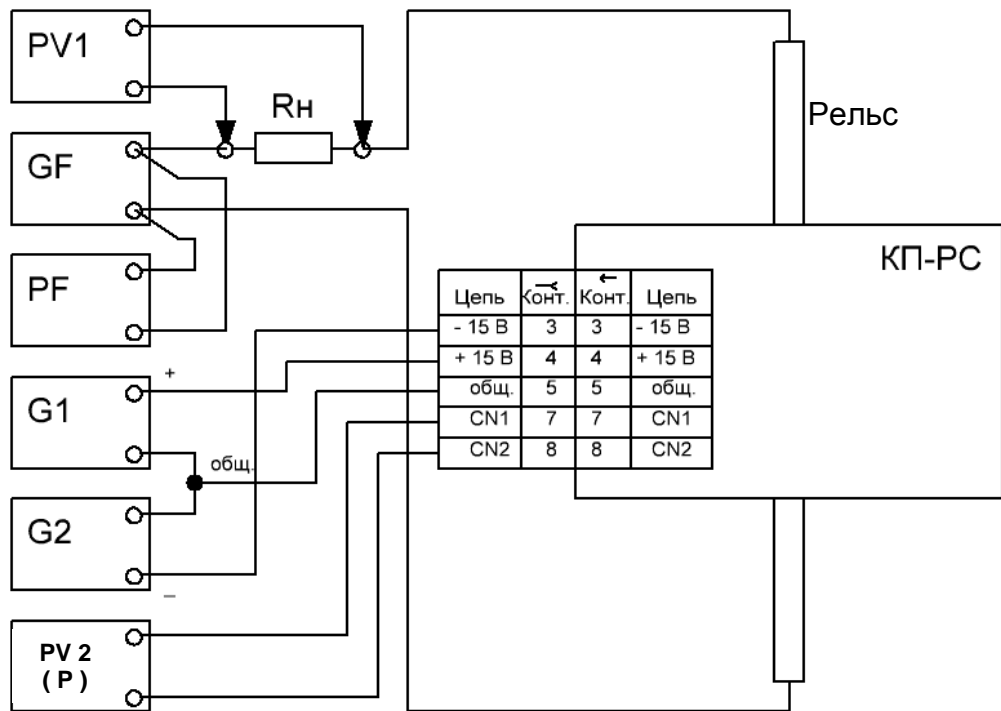 PV1
Rн
Рельс
GF
КП-РС
PF
Цепь Конт. Конт. Цепь
- 15 В 3 3 - 15 В
+ 15 В 4 4 + 15 В
общ. 5 5 общ.
CN1 7 7 CN1
CN2 8 8 CN2
+
G1
общ.
G2
–
PV 2
( P )